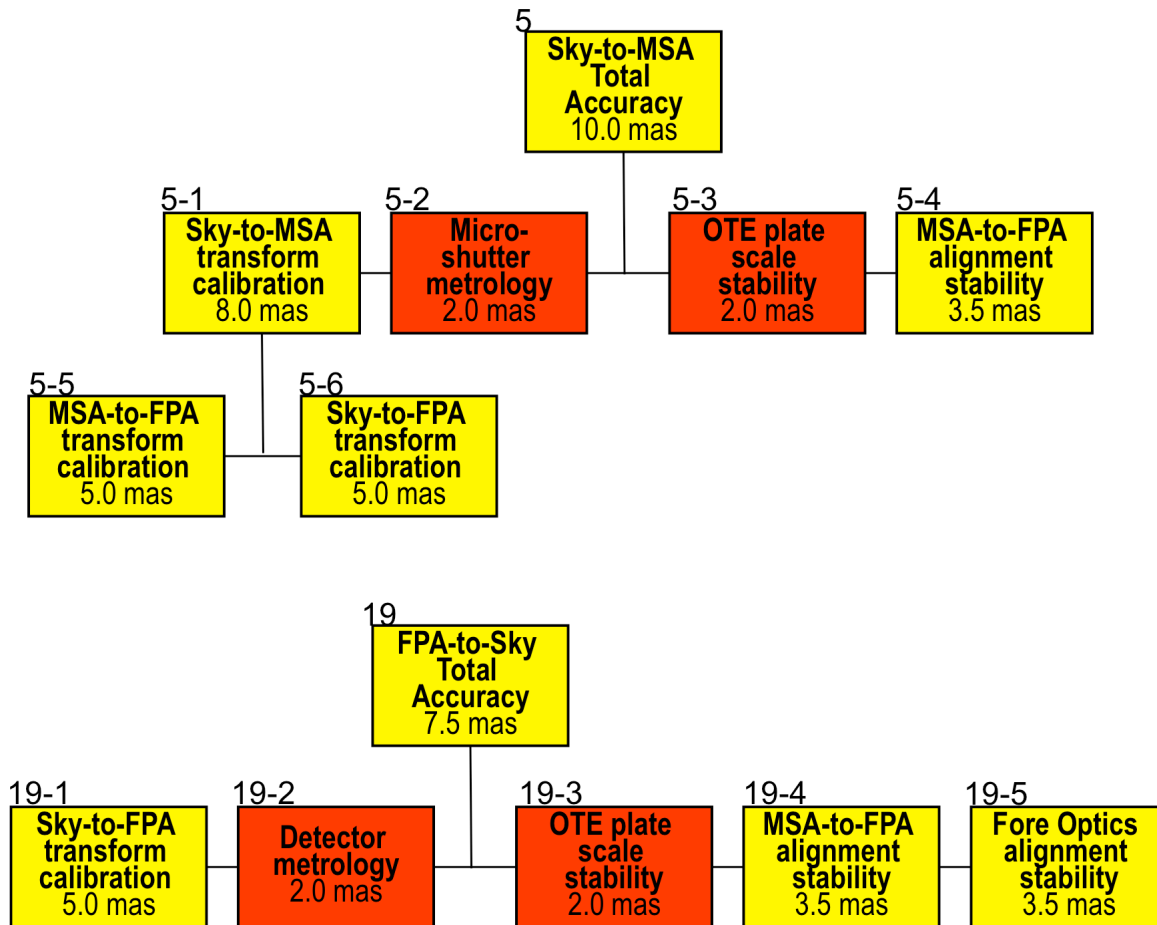 5
Sky-to-MSA
Total
Accuracy
10.0 mas
5-1
Sky-to-MSA
transform
calibration
8.0 mas
5-2
Micro-
shutter
metrology
2.0 mas
5-3
OTE plate
scale
stability
2.0 mas
5-4
MSA-to-FPA
alignment
stability
3.5 mas
5-5
MSA-to-FPA
transform
calibration
5.0 mas
5-6
Sky-to-FPA
transform
calibration
5.0 mas
19
FPA-to-Sky
Total
Accuracy
7.5 mas
19-1
Sky-to-FPA
transform
calibration
5.0 mas
19-2
Detector
metrology
2.0 mas
19-3
OTE plate
scale
stability
2.0 mas
19-4
MSA-to-FPA
alignment
stability
3.5 mas
19-5
Fore Optics
alignment
stability
3.5 mas